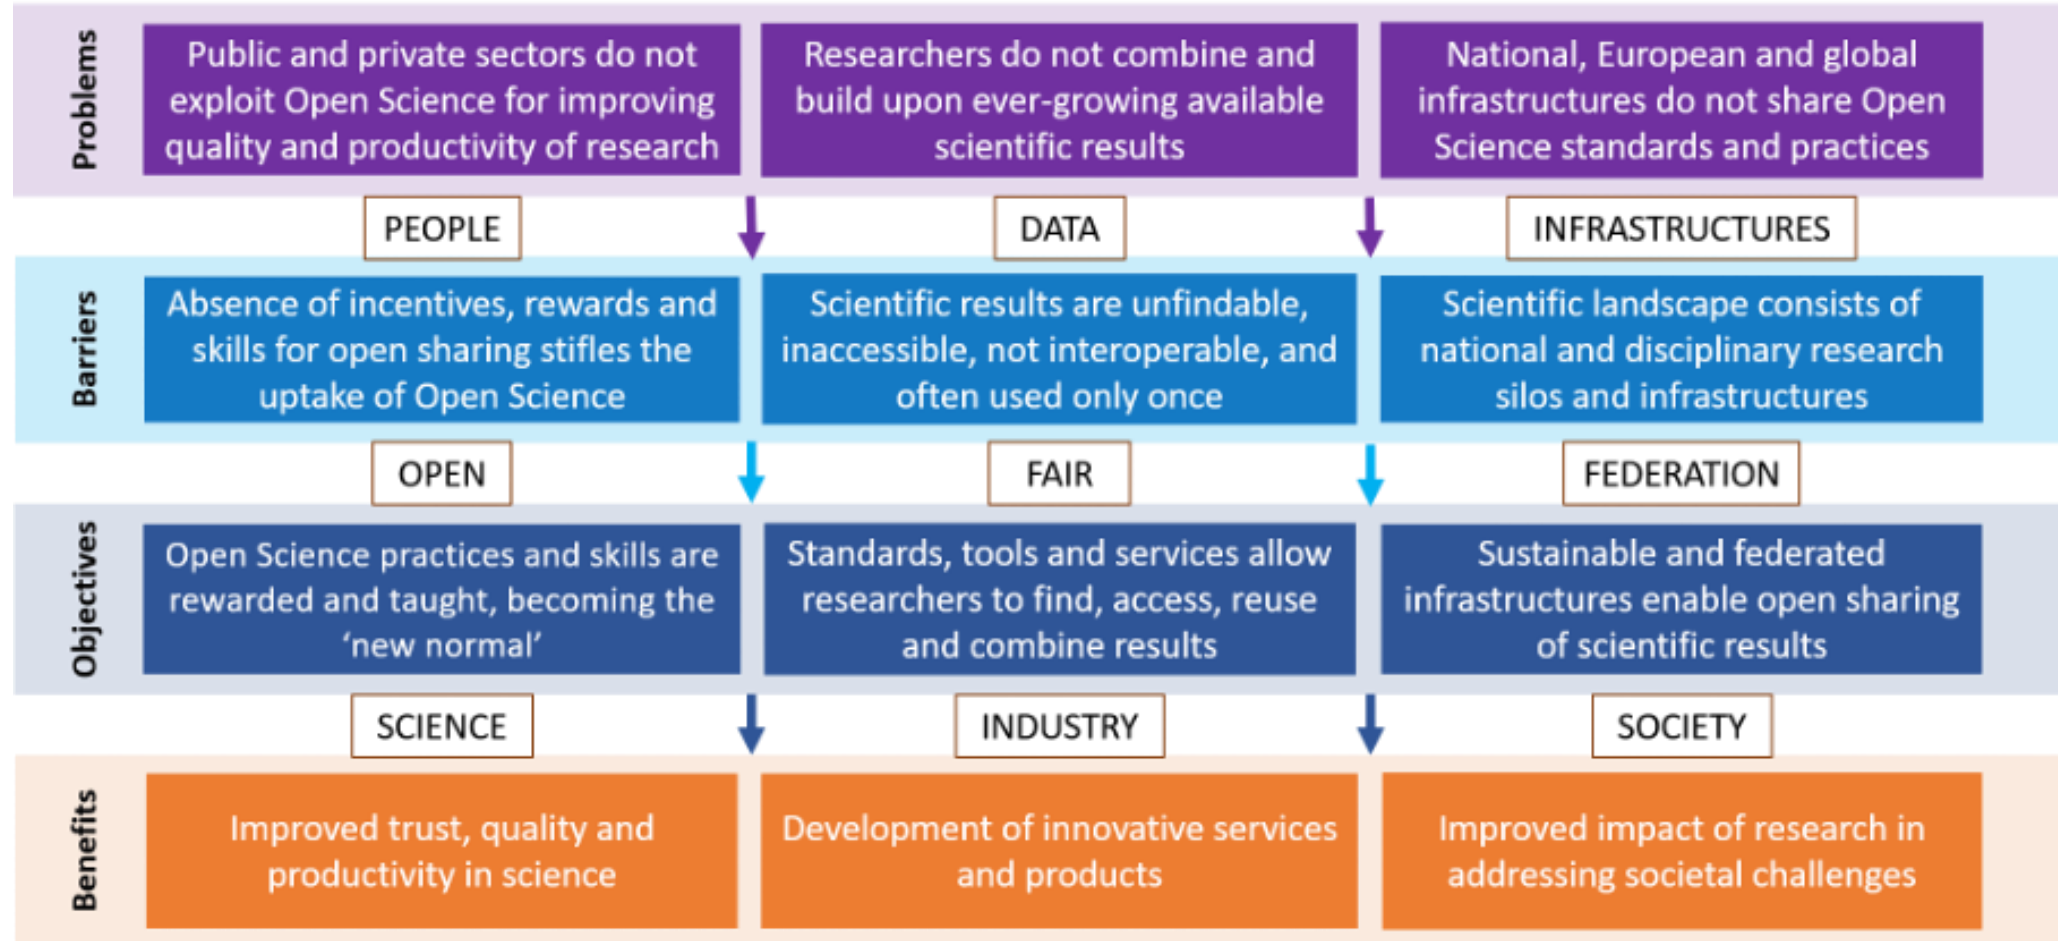 Problems
Public and private sectors do not
exploit Open Science for improving
quality and productivity of research
Researchers do not combine and
build upon ever-growing available
scientific results
National, European and global
infrastructures do not share Open
Science standards and practices
PEOPLE
DATA
INFRASTRUCTURES
Barriers
Absence of incentives, rewards and
skills for open sharing stifles the
uptake of Open Science
Scientific results are unfindable,
inaccessible, not interoperable, and
often used only once
Scientific landscape consists of
national and disciplinary research
silos and infrastructures
OPEN
FAIR
FEDERATION
Objectives
Open Science practices and skills are
rewarded and taught, becoming the
‘new normal’
Standards, tools and services allow
researchers to find, access, reuse
and combine results
Sustainable and federated
infrastructures enable open sharing
of scientific results
SCIENCE
INDUSTRY
SOCIETY
Benefits
Improved trust, quality and
productivity in science
Development of innovative services
and products
Improved impact of research in
addressing societal challenges